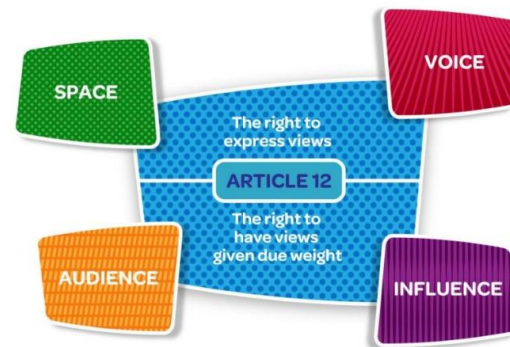 SPACE
VOICE
The right to
express views
ARTICLE 12
The right to
have views
given due weight
AUDIENCE
INFLUENCE